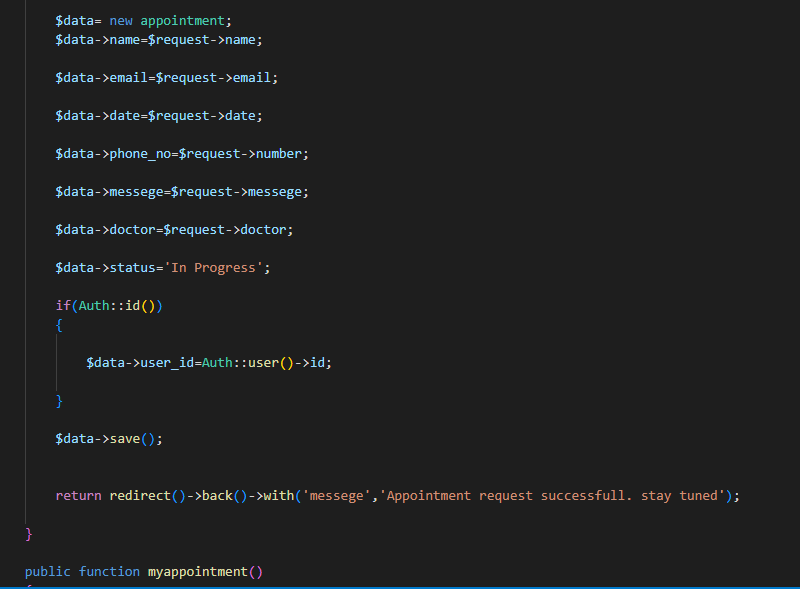 $data= new appointment;
$data->name=$request->name;
$data->email=$request->email;
$data->date=$request->date;
$data->phone_no=$request->number;
$data->messege=$request->messege;
$data->doctor=$request->doctor;
$data->status='In Progress';
if(Auth::id())
{
$data->user_id=Auth::user()->id;
}
$data->save();
return redirect()->back()->with('messege','Appointment request successfull. stay tuned');
}
public function myappointment()